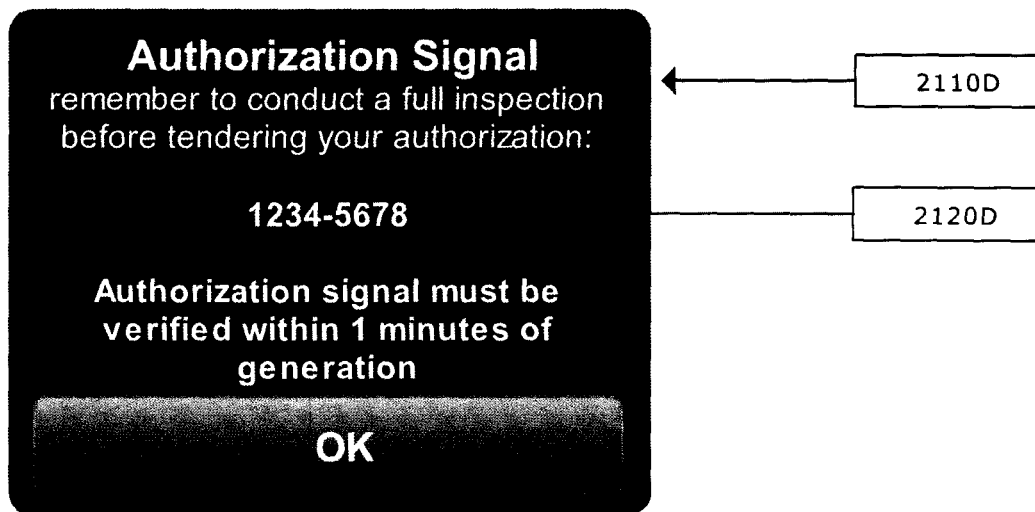 Authorization Signal
remember to conduct a full inspection
before tendering your authorization:
1234-5678
Authorization signal must be
verified within 1 minutes of
generation
OK
2110D
2120D